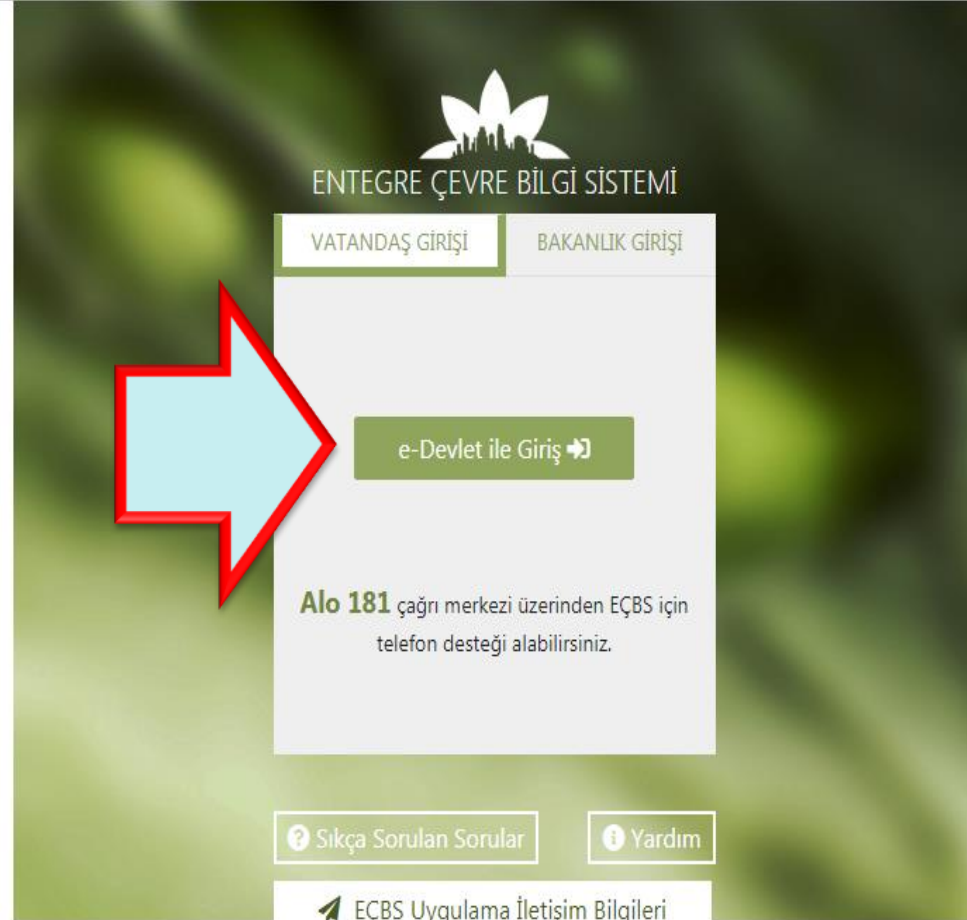 ENTEGRE ÇEVRE BİLGİ SİSTEMİ
VATANDAŞ GİRİŞİ
BAKANLIK GİRİŞİ
e-Devlet ile Giriş
Alo 181 çağrı merkezi üzerinden EÇBS için
telefon desteği alabilirsiniz.
Sıkça Sorulan Sorular
Yardım
EÇBS Uygulama İletişim Bilgileri